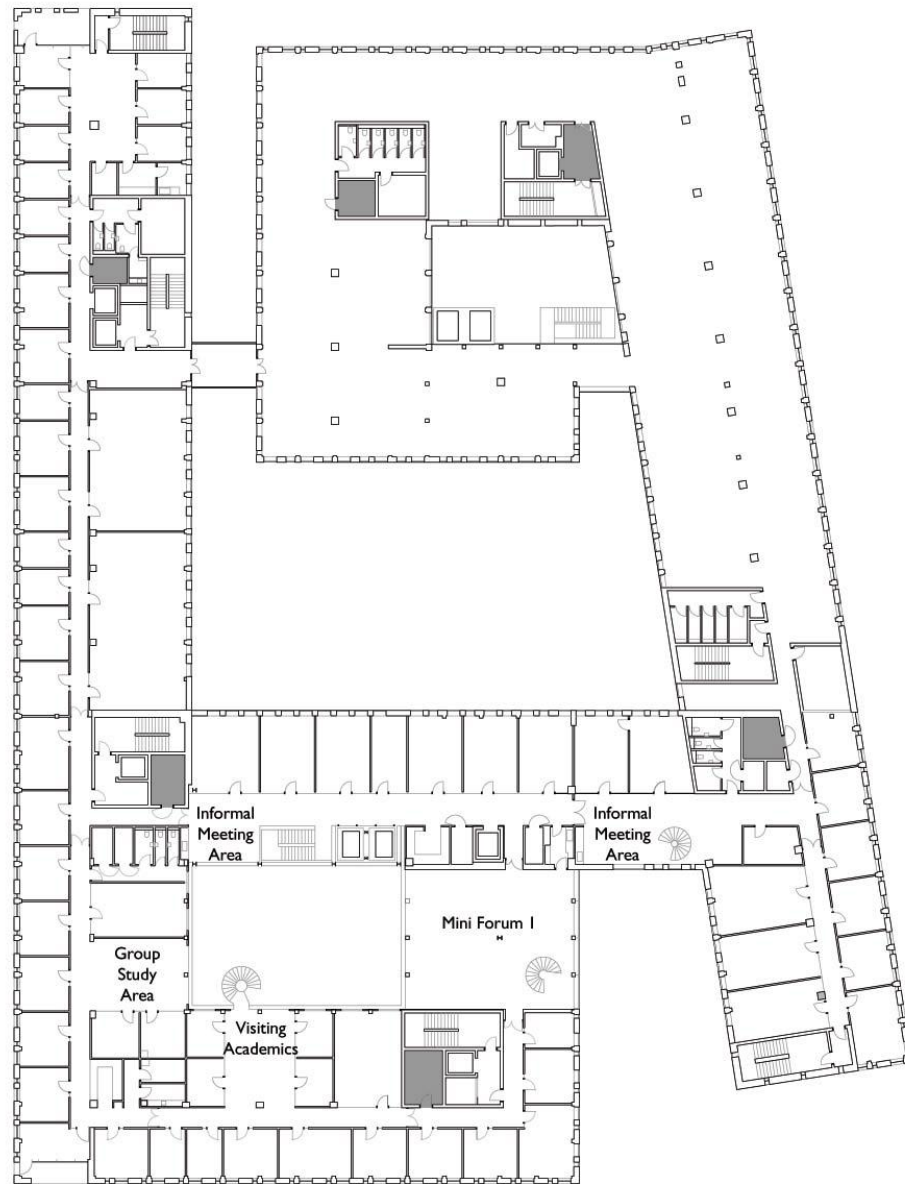 Informal
Meeting
Area
Informal
Meeting
Area
Mini Forum 1
Group
Study
Area
Visiting
Academics